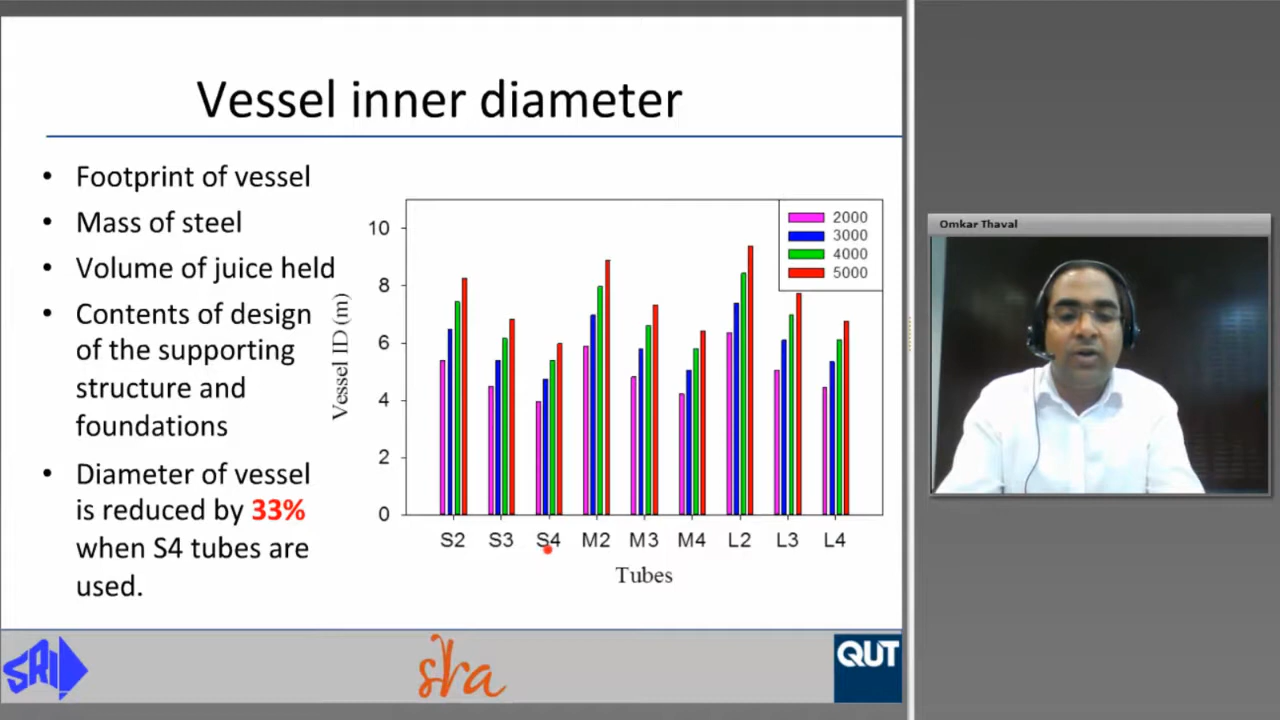 Vessel inner diameter
• Footprint of vessel
• Mass of steel
• Volume of juice held
• Contents of design
of the supporting
structure and
foundations
• Diameter of vessel
is reduced by 33%
when S4 tubes are
used.
Vessel ID (m)
10
8
6
4
2
0
2000
3000
4000
5000
S2 S3 S4 M2 M3 M4 L2 L3 L4
Tubes
SRI
sra
QUT
Omkar Thaval